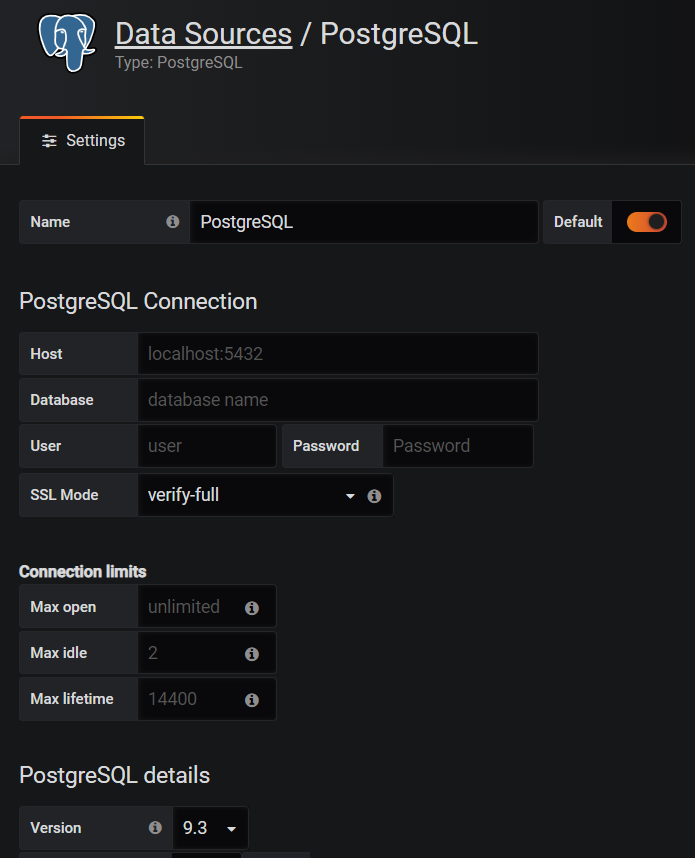 Data Sources / PostgreSQL
Type: PostgreSQL
Settings
Name PostgreSQL Default
PostgreSQL Connection
Host localhost:5432
Database database name
User user Password Password
SSL Mode verify-full
Connection limits
Max open unlimited
Max idle 2
Max lifetime 14400
PostgreSQL details
Version 9.3